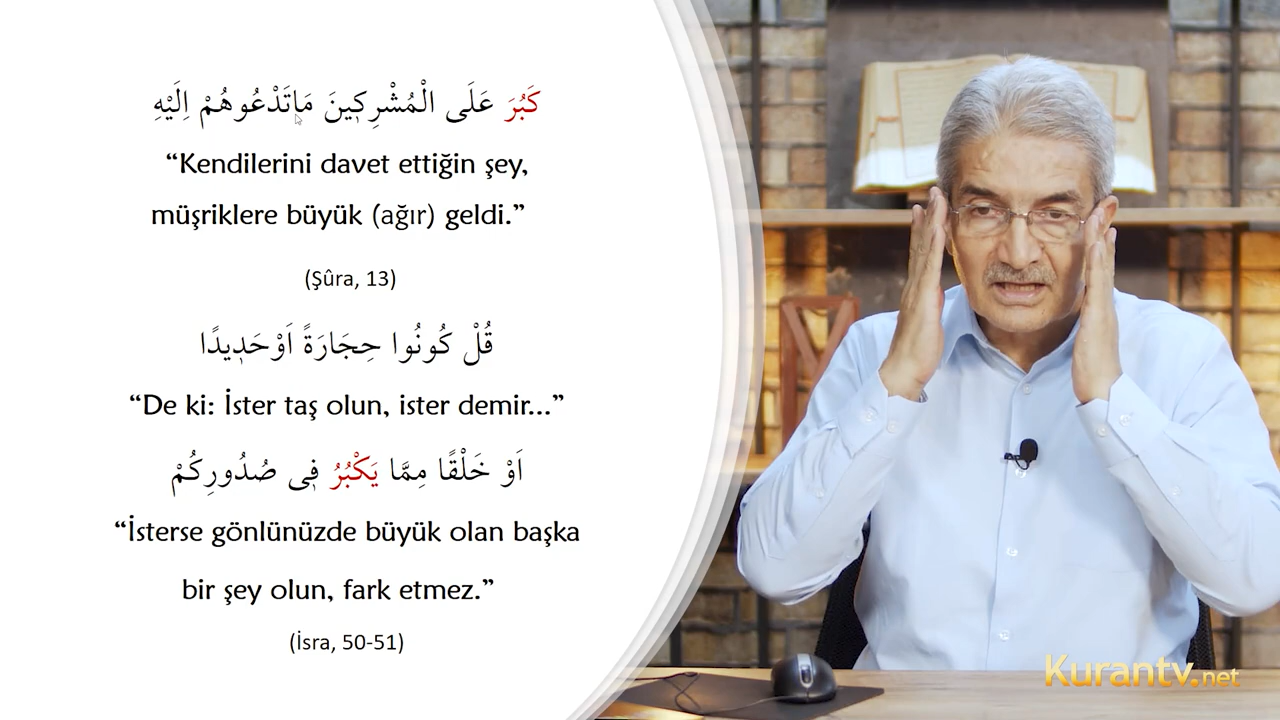 كَبُرَ عَلَى الْمُشْرِكٖينَ مَاتَدْعُوهُمْ اِلَيْهِ
“Kendilerini davet ettiğin şey,
müşriklere büyük (ağır) geldi.”
(Şûra, 13)
قُلْ كُونُوا حِجَارَةً اَوْحَدٖيدًا
“De ki: İster taş olun, ister demir...”
اَوْ خَلْقًا مِمَّا يَكْبُرُ فٖى صُدُورِكُمْ
“İsterse gönlünüzde büyük olan başka
bir şey olun, fark etmez.”
(İsra, 50-51)
Kurantv.net